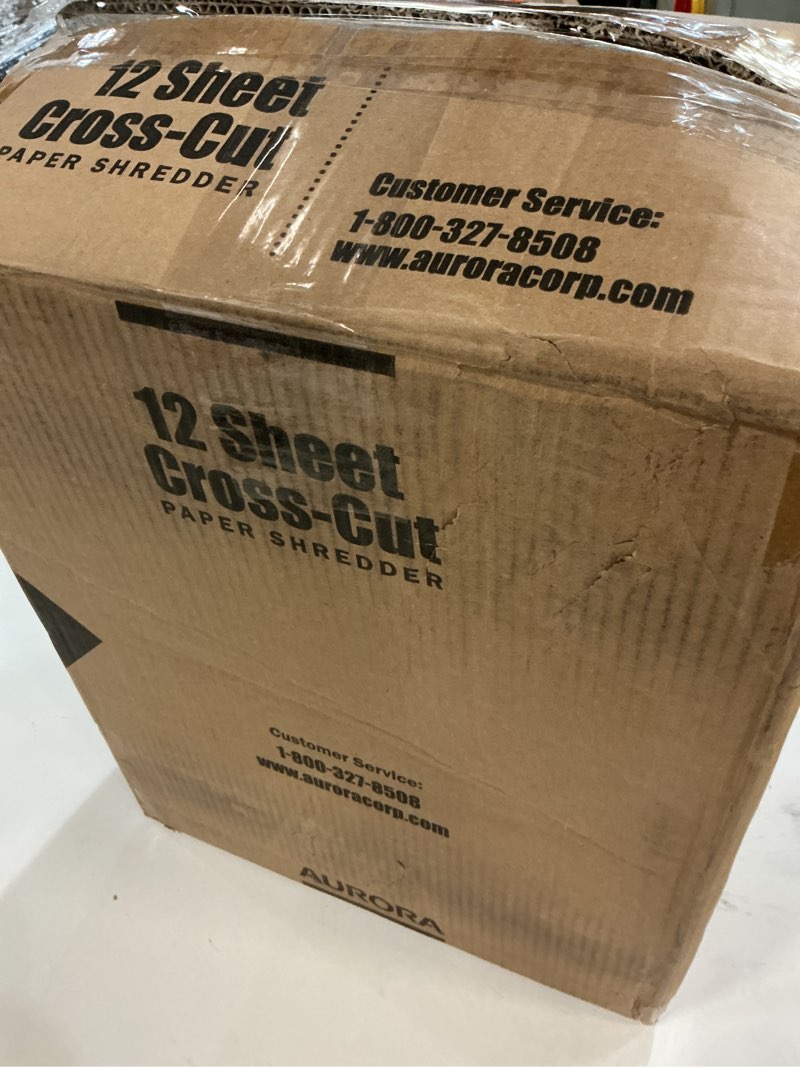 12 Sheet
Cross-Cut
PAPER SHREDDER
Customer Service:
1-800-327-8508
www.auroracorp.com
12 Sheet
Cross-Cut
PAPER SHREDDER
Customer Service:
1-800-327-8508
www.auroracorp.com
AURORA